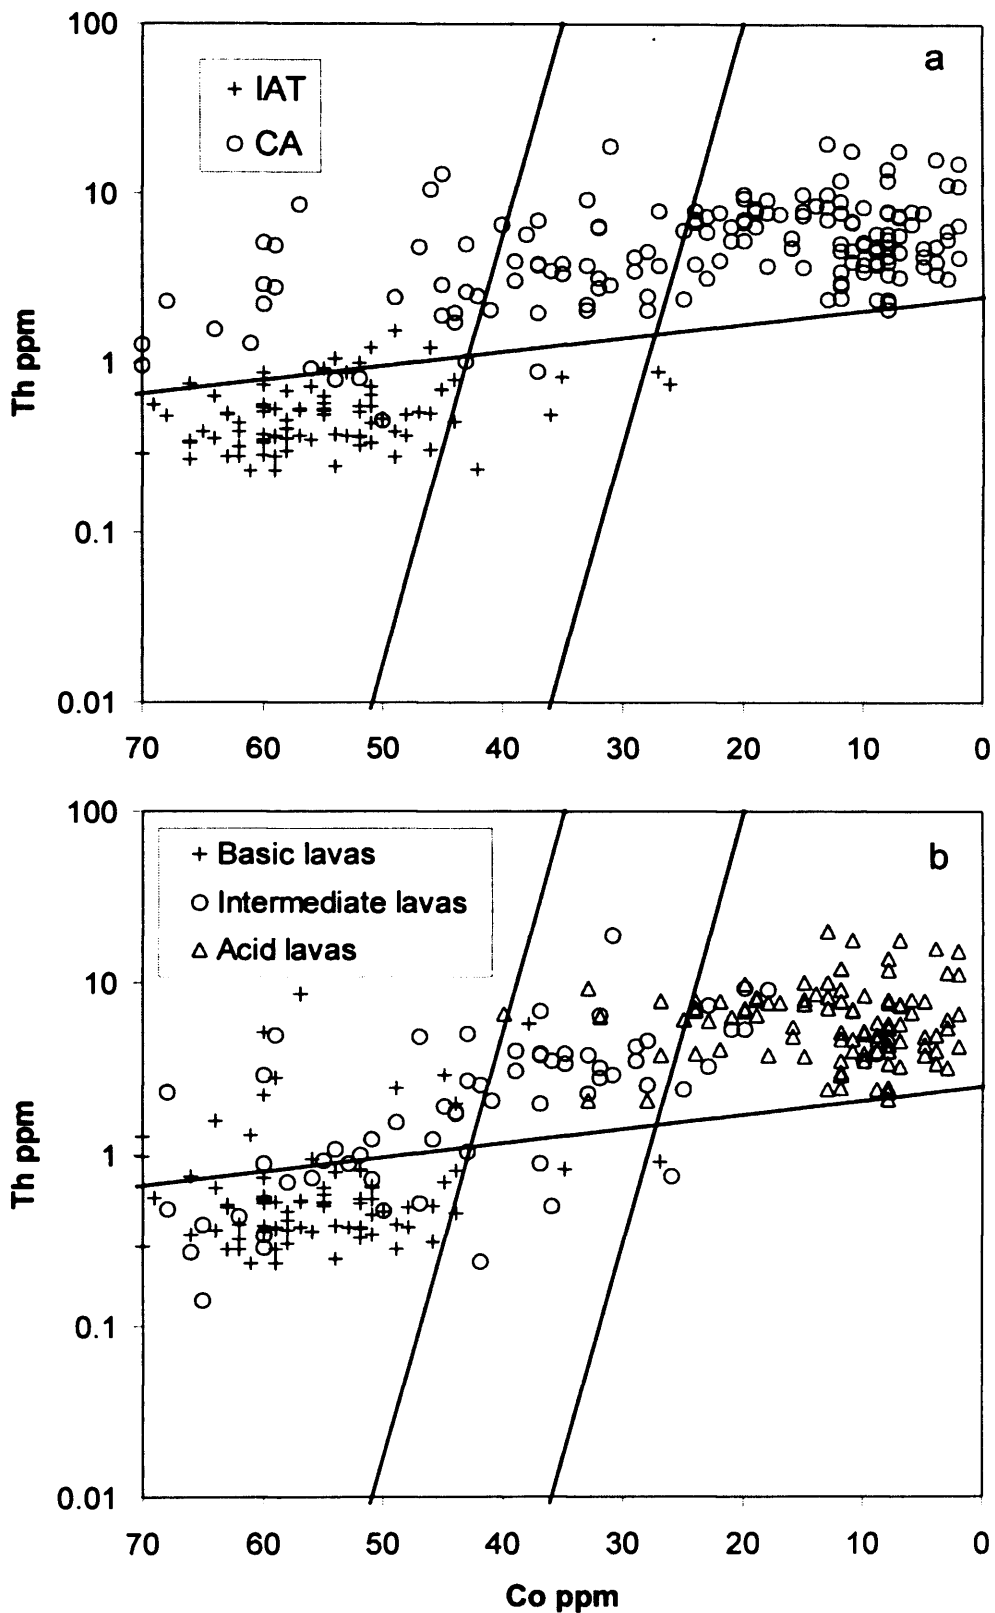 100
a
+ IAT
○ CA
10
1
Th ppm
0.1
0.01
70 60 50 40 30 20 10 0
100
b
+ Basic lavas
○ Intermediate lavas
△ Acid lavas
10
1
Th ppm
0.1
0.01
70 60 50 40 30 20 10 0
Co ppm